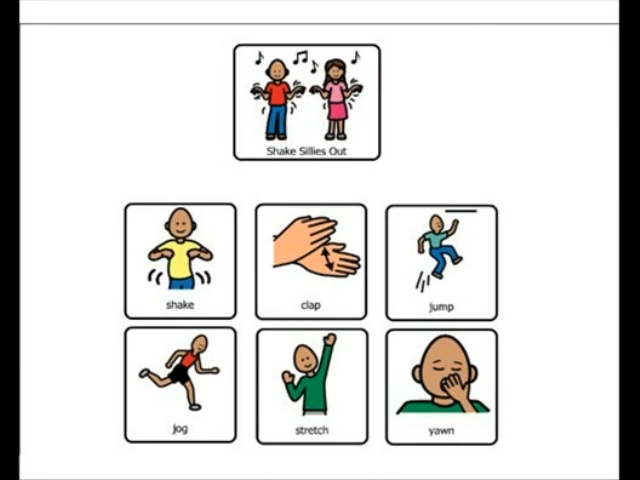 Shake Sillies Out
shake
clap
jump
jog
stretch
yawn